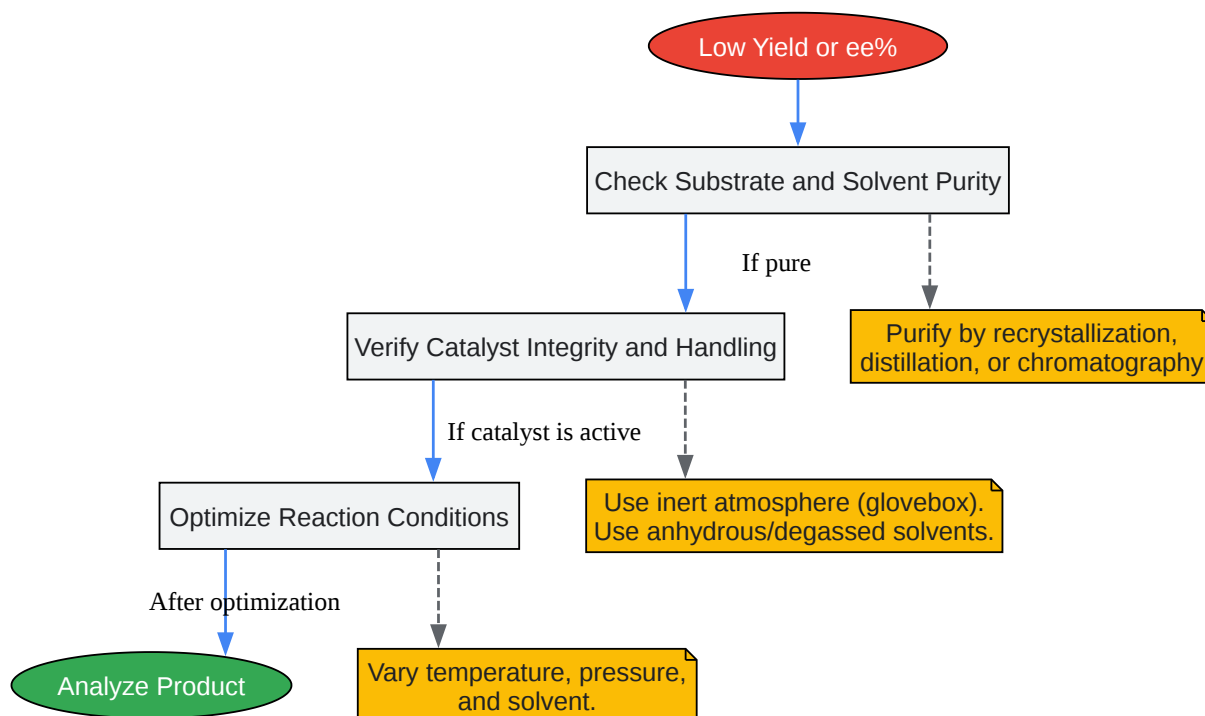 Low Yield or ee%
Check Substrate and Solvent Purity
If pure
Purify by recrystallization,
distillation, or chromatography
Verify Catalyst Integrity and Handling
If catalyst is active
Use inert atmosphere (glovebox).
Use anhydrous/degassed solvents.
Optimize Reaction Conditions
After optimization
Vary temperature, pressure,
and solvent.
Analyze Product